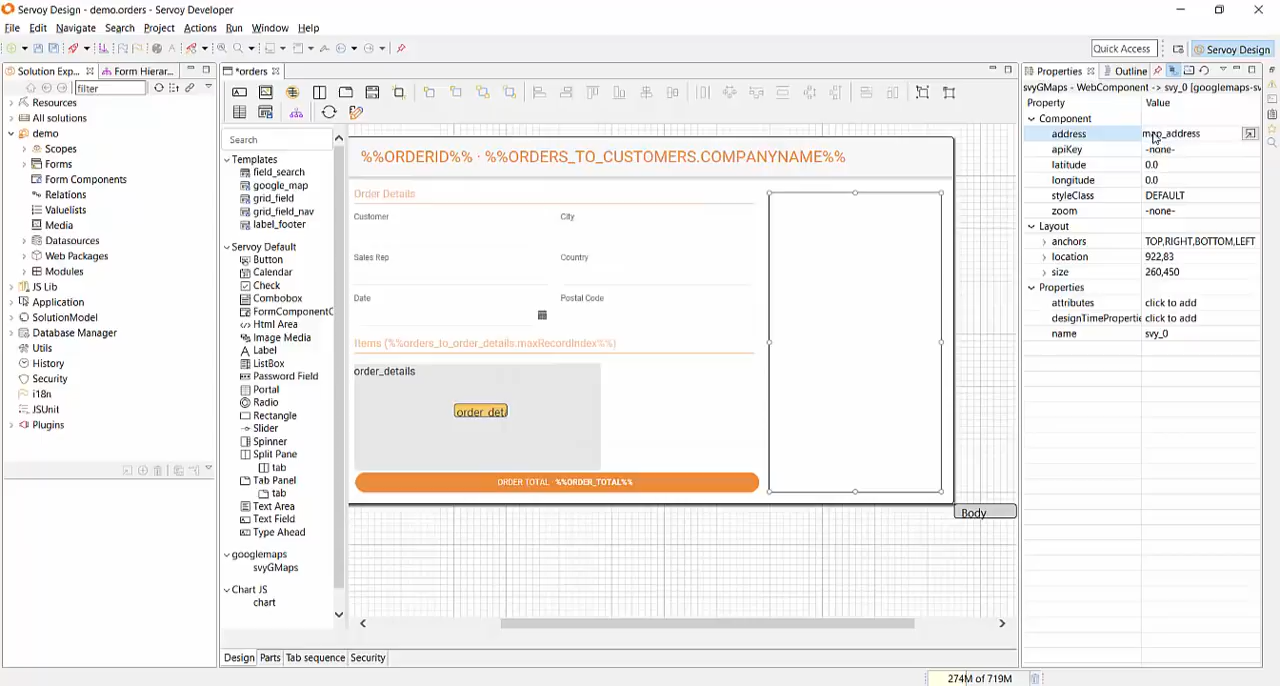 Servoy Design - demo.orders - Servoy Developer
File Edit Navigate Search Project Actions Run Window Help
Quick Access
Servoy Design
Solution Exp...
Form Hierar...
filter
Resources
All solutions
demo
Scopes
Forms
Form Components
Relations
Valuelists
Media
Datasources
Web Packages
Modules
JS Lib
Application
SolutionModel
Database Manager
Utils
History
Security
i18n
JSUnit
Plugins
*orders
Search
Templates
field_search
google_map
grid_field
grid_field_nav
label_footer
Servoy Default
Button
Calendar
Check
Combobox
FormComponentC
Html Area
Image Media
Label
ListBox
Password Field
Portal
Radio
Rectangle
Slider
Spinner
Split Pane
tab
Tab Panel
tab
Text Area
Text Field
Type Ahead
googlemaps
svyGMaps
Chart JS
chart
%%ORDERID%% · %%ORDERS_TO_CUSTOMERS.COMPANYNAME%%
Order Details
Customer City
Sales Rep Country
Date Postal Code
Items (%%orders_to_order_details:maxRecordIndex%%)
order_details
order_det
ORDER TOTAL %%ORDER_TOTAL%%
Body
Design Parts Tab sequence Security
Properties
Outline
svyGMaps - WebComponent -> svy_0 [googlemaps-sv
Property Value
Component
address map_address
apiKey -none-
latitude 0.0
longitude 0.0
styleClass DEFAULT
zoom -none-
Layout
anchors TOP,RIGHT,BOTTOM,LEFT
location 922,83
size 260,450
Properties
attributes click to add
designTimePropertie click to add
name svy_0
274M of 719M